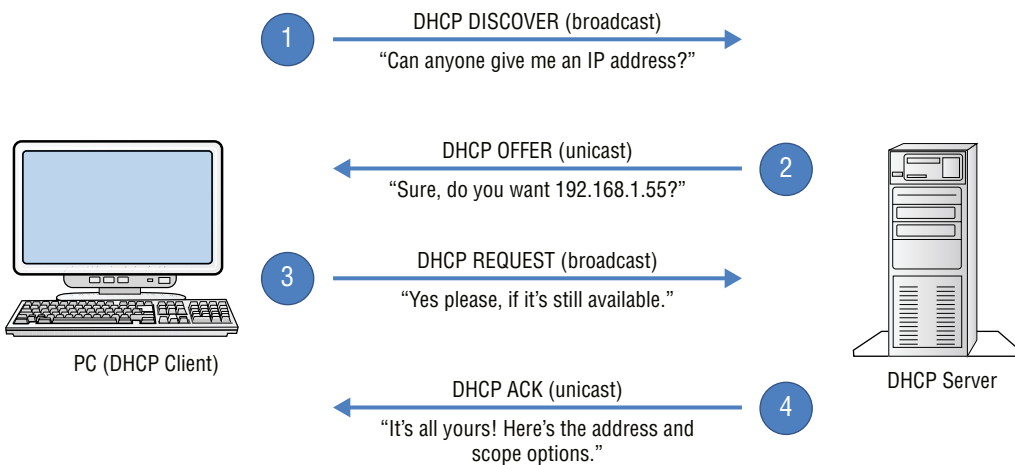 1
DHCP DISCOVER (broadcast)
“Can anyone give me an IP address?”
DHCP OFFER (unicast)
2
“Sure, do you want 192.168.1.55?”
3
DHCP REQUEST (broadcast)
“Yes please, if it’s still available.”
PC (DHCP Client)
DHCP Server
DHCP ACK (unicast)
4
“It’s all yours! Here’s the address and
scope options.”